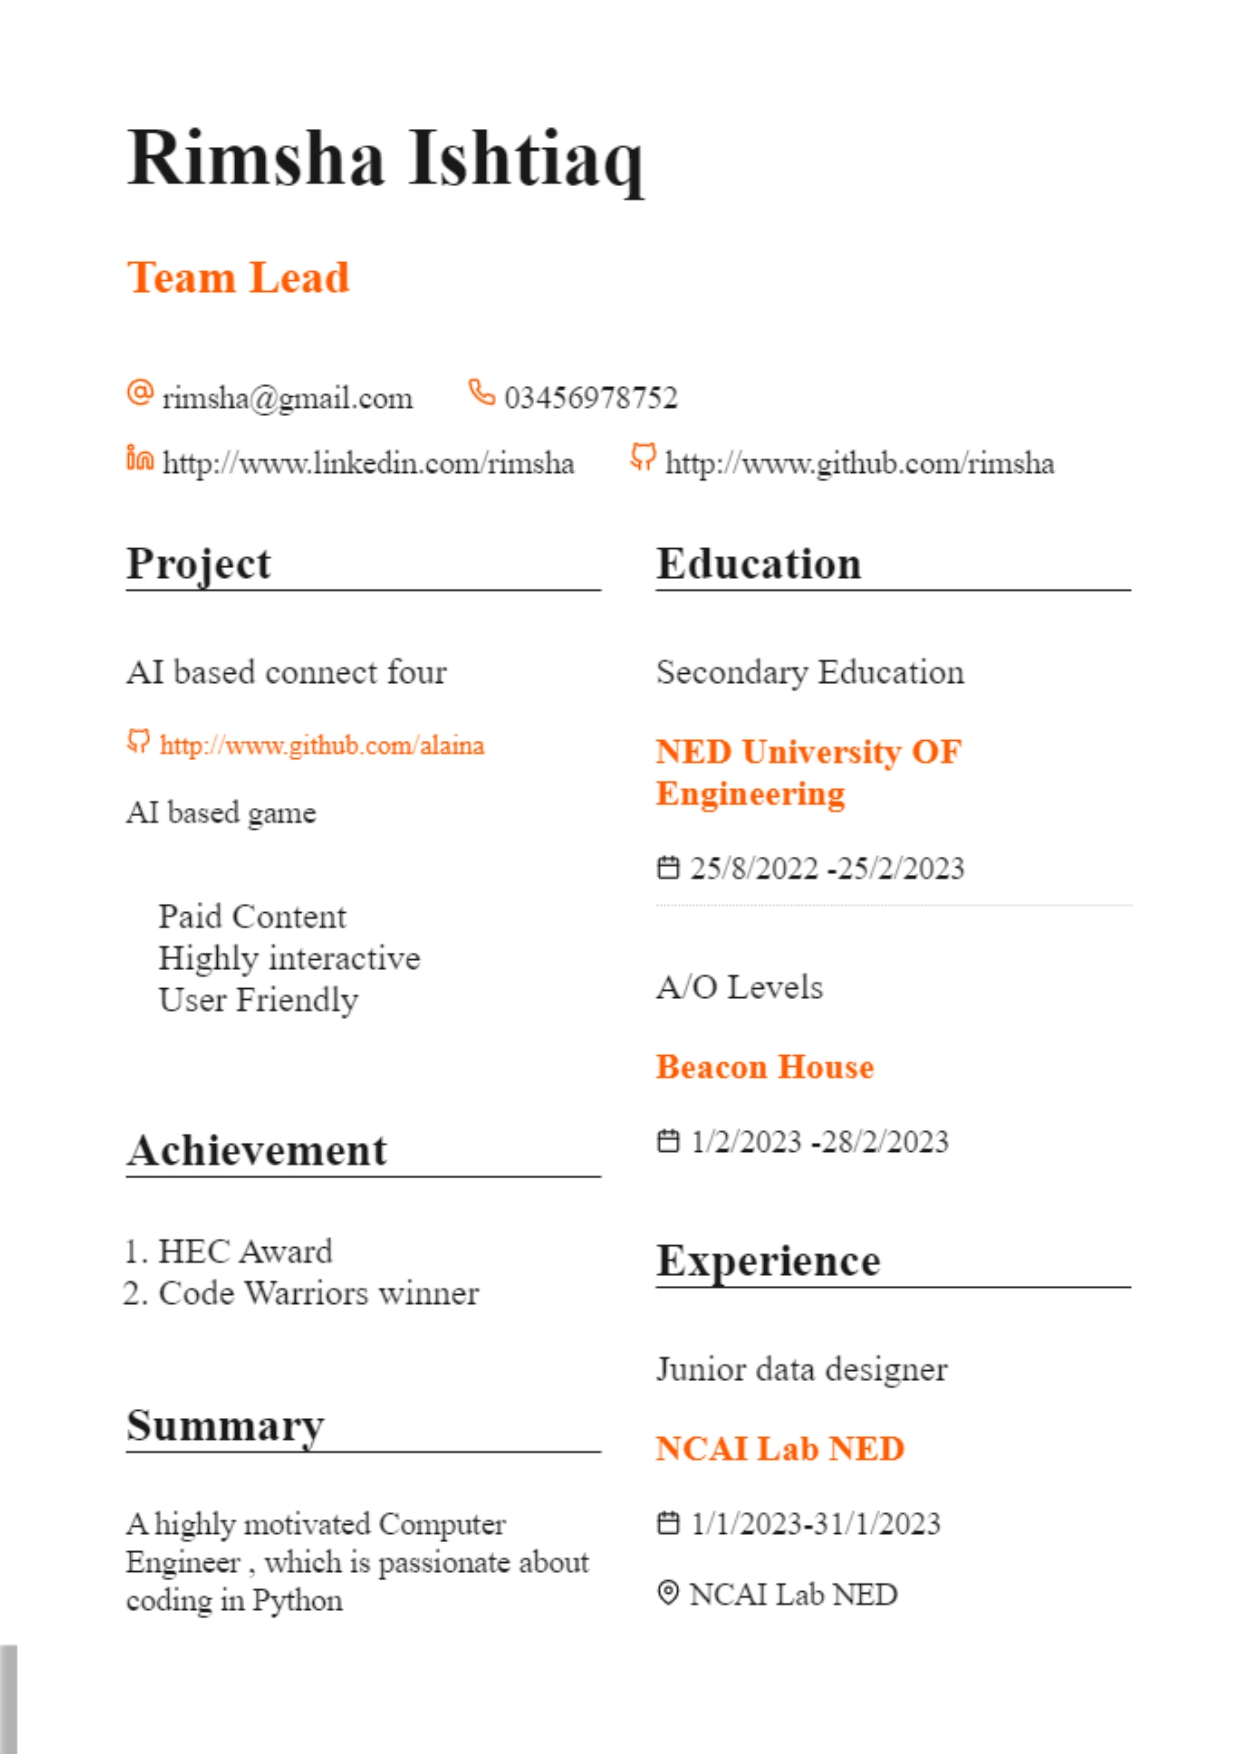 Rimsha Ishtiaq
Team Lead
rimsha@gmail.com 03456978752
http://www.linkedin.com/rimsha http://www.github.com/rimsha
Project
AI based connect four
http://www.github.com/alaina
AI based game
Paid Content
Highly interactive
User Friendly
Achievement
1. HEC Award
2. Code Warriors winner
Summary
A highly motivated Computer
Engineer , which is passionate about
coding in Python
Education
Secondary Education
NED University OF
Engineering
25/8/2022 -25/2/2023
A/O Levels
Beacon House
1/2/2023 -28/2/2023
Experience
Junior data designer
NCAI Lab NED
1/1/2023-31/1/2023
NCAI Lab NED